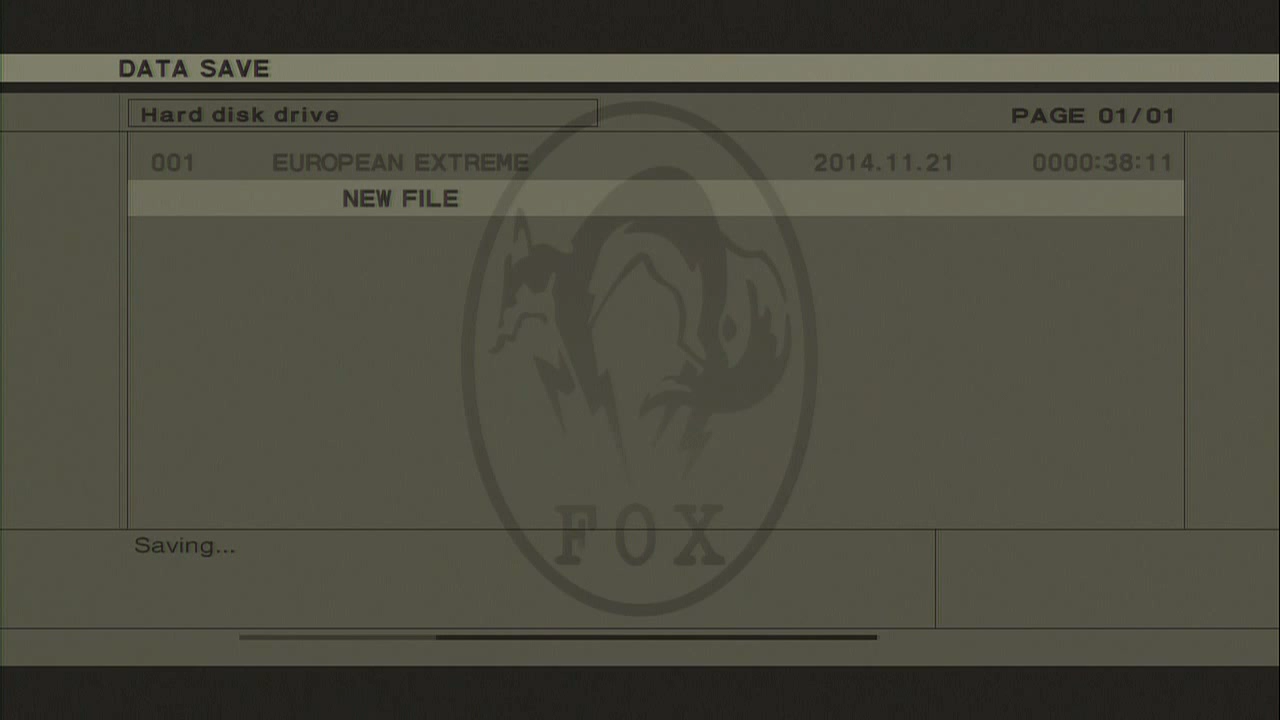 DATA SAVE
Hard disk drive PAGE 01/01
001 EUROPEAN EXTREME 2014.11.21 0000:38:11
NEW FILE
FOX
Saving...